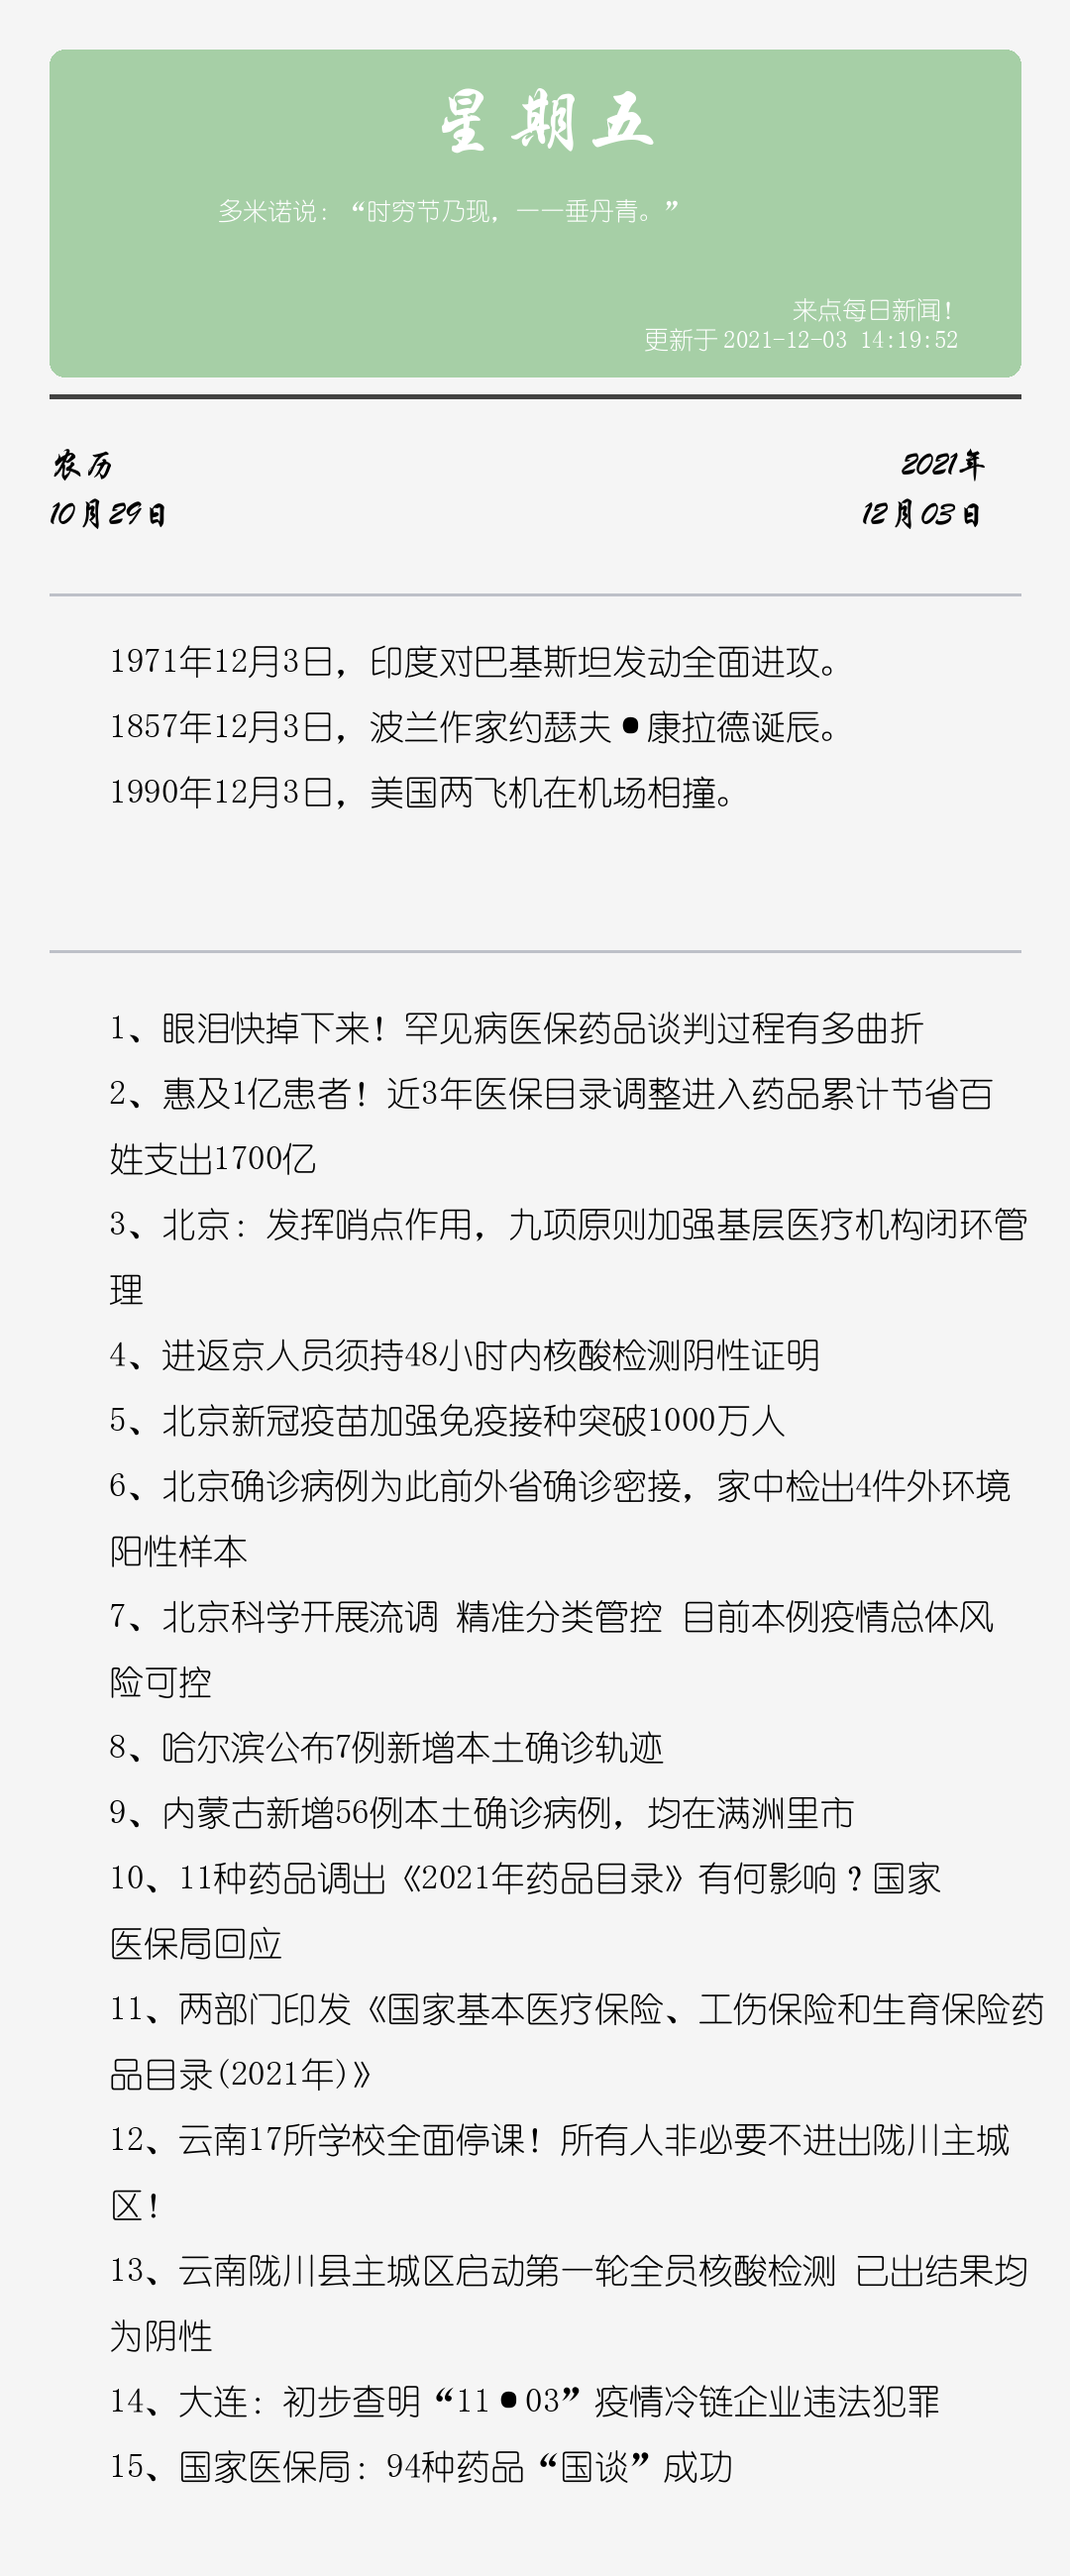 星期五
多米诺说：“时穷节乃现，一一垂丹青。”
来点每日新闻！
更新于 2021-12-03 14:19:52
农历
2021年
10月29日
12月03日
1971年12月3日，印度对巴基斯坦发动全面进攻。
1857年12月3日，波兰作家约瑟夫•康拉德诞辰。
1990年12月3日，美国两飞机在机场相撞。
1、眼泪快掉下来！罕见病医保药品谈判过程有多曲折
2、惠及1亿患者！近3年医保目录调整进入药品累计节省百
姓支出1700亿
3、北京：发挥哨点作用，九项原则加强基层医疗机构闭环管
理
4、进返京人员须持48小时内核酸检测阴性证明
5、北京新冠疫苗加强免疫接种突破1000万人
6、北京确诊病例为此前外省确诊密接，家中检出4件外环境
阳性样本
7、北京科学开展流调 精准分类管控 目前本例疫情总体风
险可控
8、哈尔滨公布7例新增本土确诊轨迹
9、内蒙古新增56例本土确诊病例，均在满洲里市
10、11种药品调出《2021年药品目录》有何影响？国家
医保局回应
11、两部门印发《国家基本医疗保险、工伤保险和生育保险药
品目录(2021年)》
12、云南17所学校全面停课！所有人非必要不进出陇川主城
区！
13、云南陇川县主城区启动第一轮全员核酸检测 已出结果均
为阴性
14、大连：初步查明“11•03”疫情冷链企业违法犯罪
15、国家医保局：94种药品“国谈”成功